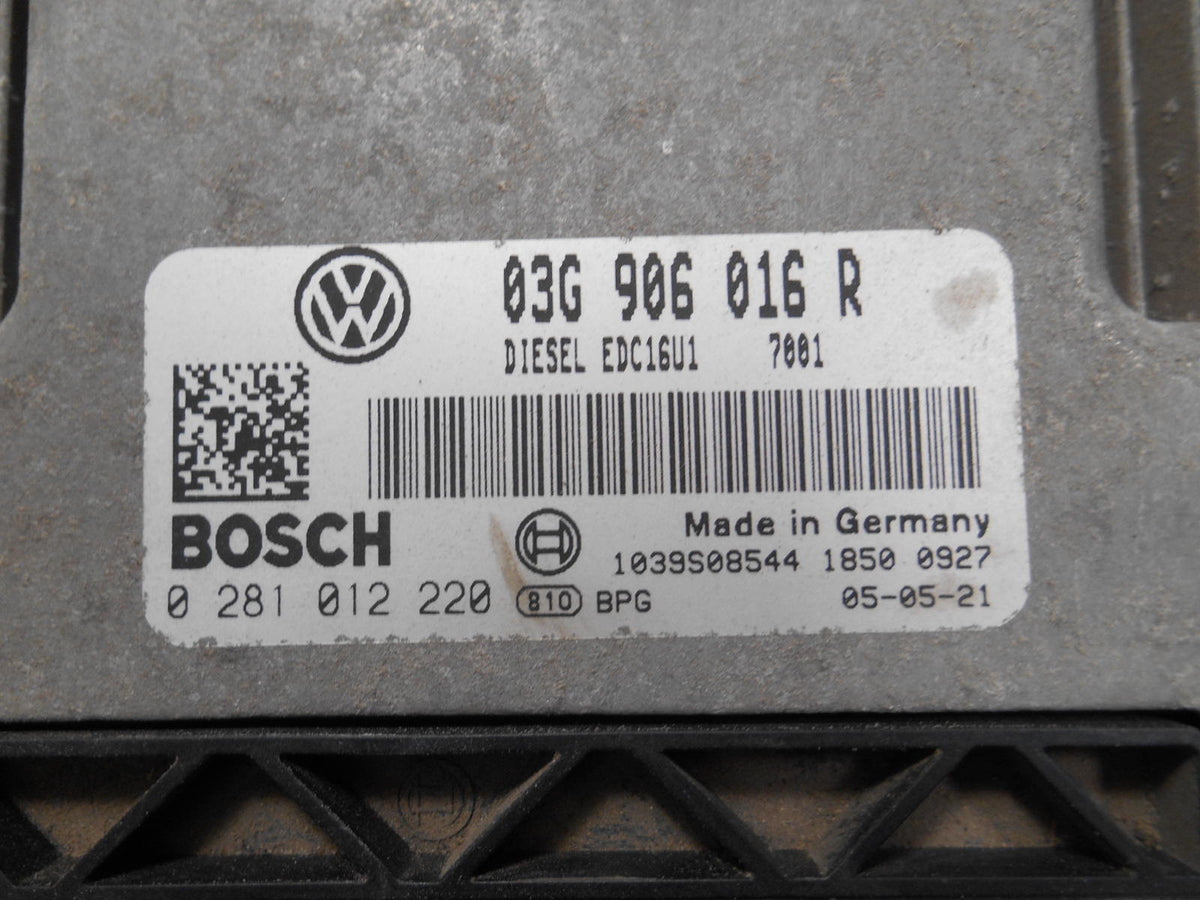 03G 906 016 R
DIESEL EDC16U1 7001
BOSCH
Made in Germany
1039S08544 1850 0927
0 281 012 220 810 BPG 05-05-21